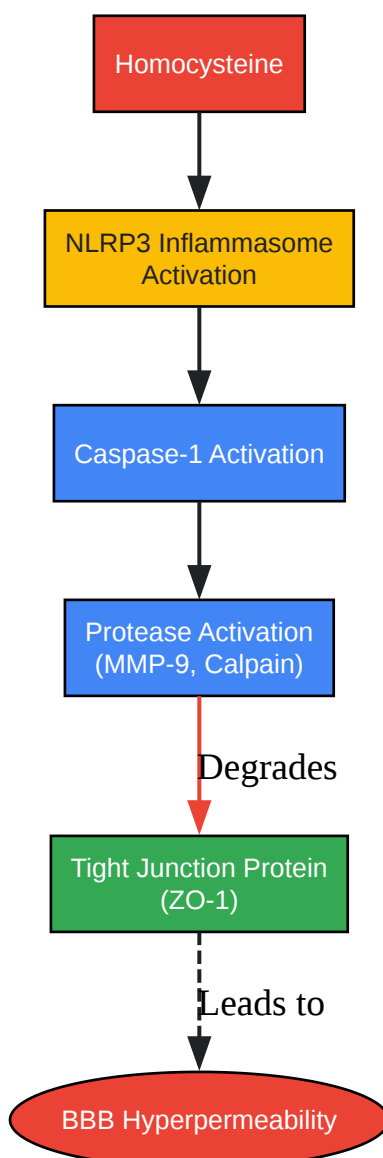 Homocysteine
NLRP3 Inflammasome
Activation
Caspase-1 Activation
Protease Activation
(MMP-9, Calpain)
Degrades
Tight Junction Protein
(ZO-1)
Leads to
BBB Hyperpermeability